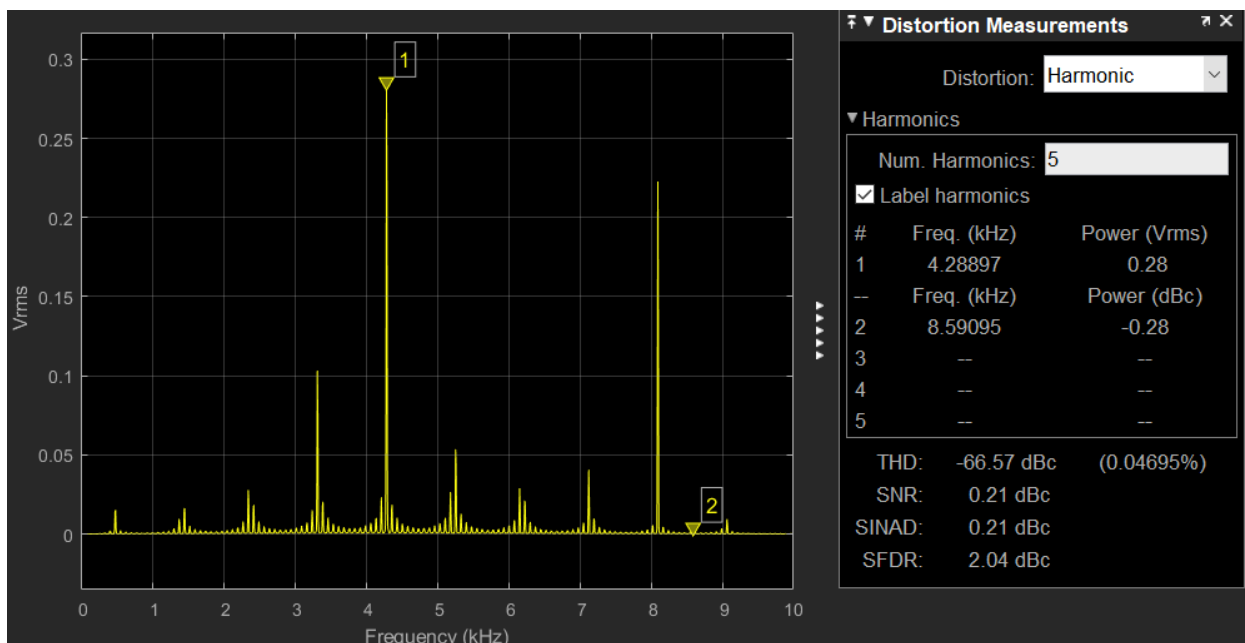 0.3
0.25
0.2
0.15
0.1
0.05
0
Vrms
1
2
0 1 2 3 4 5 6 7 8 9 10
Frequency (kHz)
Distortion Measurements
Distortion: Harmonic
Harmonics
Num. Harmonics: 5
Label harmonics
# Freq. (kHz) Power (Vrms)
1 4.28897 0.28
-- Freq. (kHz) Power (dBc)
2 8.59095 -0.28
3 -- --
4 -- --
5 -- --
THD: -66.57 dBc (0.04695%)
SNR: 0.21 dBc
SINAD: 0.21 dBc
SFDR: 2.04 dBc